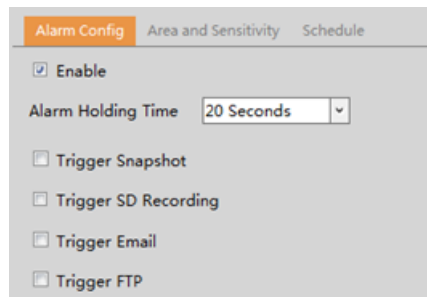 Alarm Config Area and Sensitivity Schedule
Enable
Alarm Holding Time 20 Seconds
Trigger Snapshot
Trigger SD Recording
Trigger Email
Trigger FTP